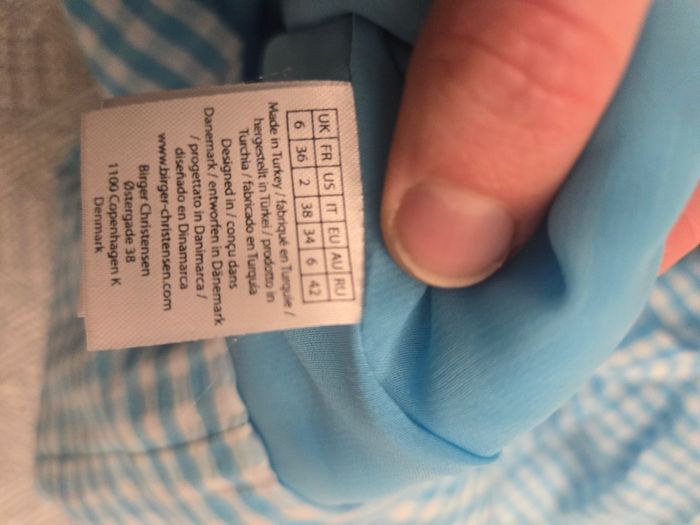 UK FR US IT EU AU RU
6 36 2 38 34 6 42
Made in Turkey / fabriqué en Turquie /
hergestellt in Türkei / prodotto in
Turchia / fabricado en Turquía
Designed in / conçu dans
Danemark / entworfen in Dänemark
/ progettato in Danimarca /
diseñado en Dinamarca
www.birger-christensen.com
Birger Christensen
Østergade 38
1100 Copenhagen K
Denmark